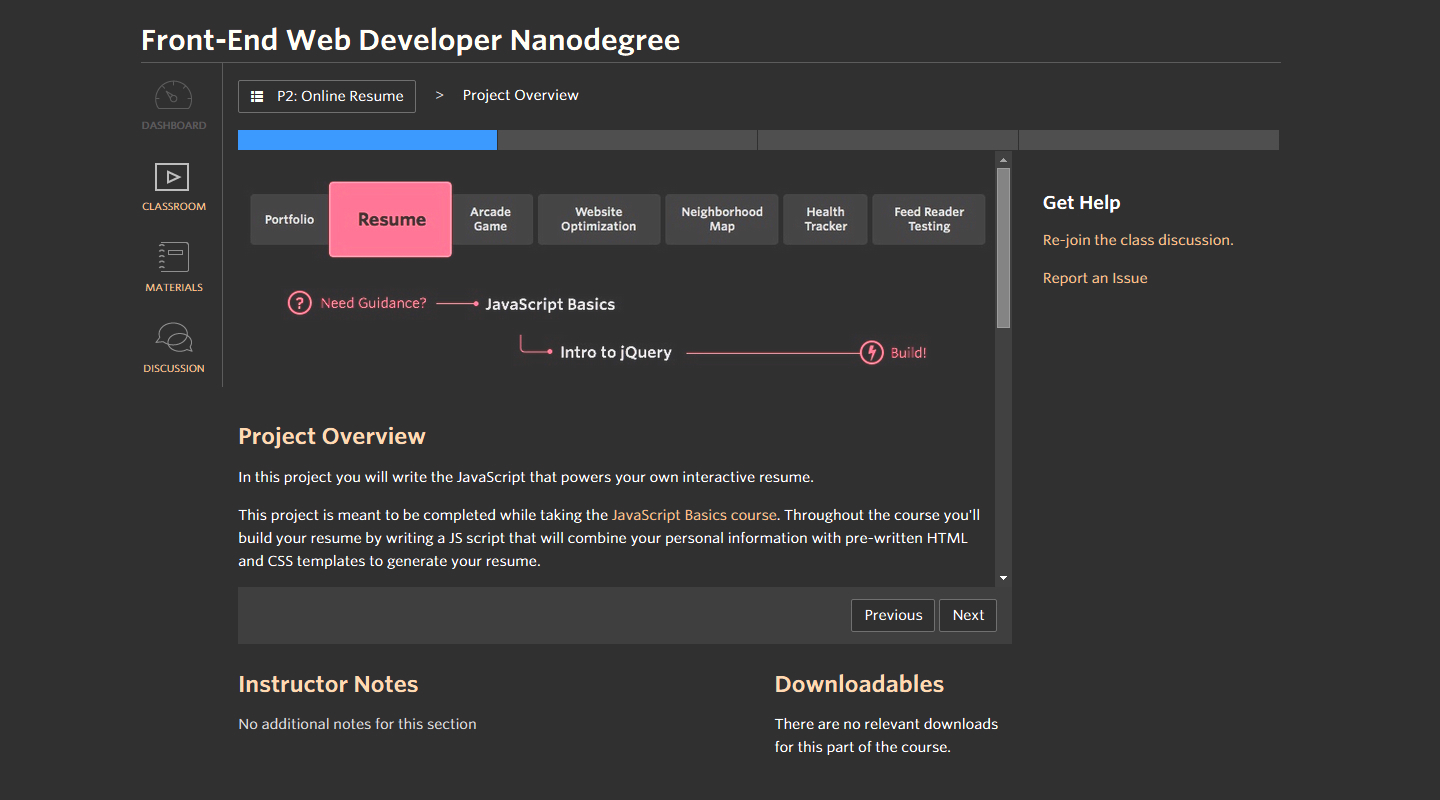 Front-End Web Developer Nanodegree
DASHBOARD
CLASSROOM
MATERIALS
DISCUSSION
P2: Online Resume > Project Overview
Portfolio
Resume
Arcade
Game
Website
Optimization
Neighborhood
Map
Health
Tracker
Feed Reader
Testing
? Need Guidance?
JavaScript Basics
Intro to jQuery
Build!
Project Overview
In this project you will write the JavaScript that powers your own interactive resume.
This project is meant to be completed while taking the JavaScript Basics course. Throughout the course you'll
build your resume by writing a JS script that will combine your personal information with pre-written HTML
and CSS templates to generate your resume.
Previous
Next
Get Help
Re-join the class discussion.
Report an Issue
Instructor Notes
No additional notes for this section
Downloadables
There are no relevant downloads
for this part of the course.